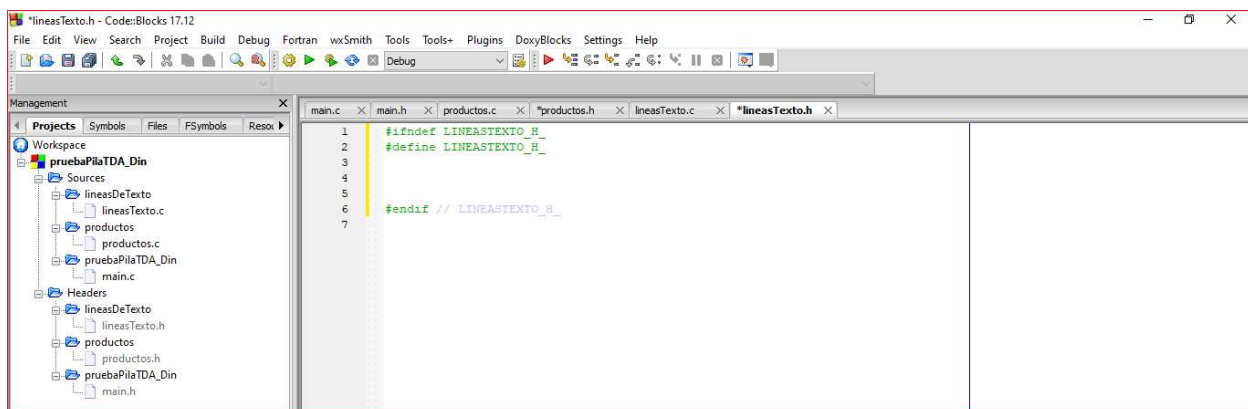 *lineasTexto.h - Code::Blocks 17.12
File Edit View Search Project Build Debug Fortran wxSmith Tools Tools+ Plugins DoxyBlocks Settings Help
Debug
Management
Projects Symbols Files FSymbols
main.c main.h productos.c *productos.h lineasTexto.c *lineasTexto.h
Workspace
pruebaPilaTDA_Din
Sources
lineasDeTexto
lineasTexto.c
productos
productos.c
pruebaPilaTDA_Din
main.c
Headers
lineasDeTexto
lineasTexto.h
productos
productos.h
pruebaPilaTDA_Din
main.h
1 #ifndef LINEASTEXTO_H_
2 #define LINEASTEXTO_H_
3
4
5
6 #endif // LINEASTEXTO_H_
7